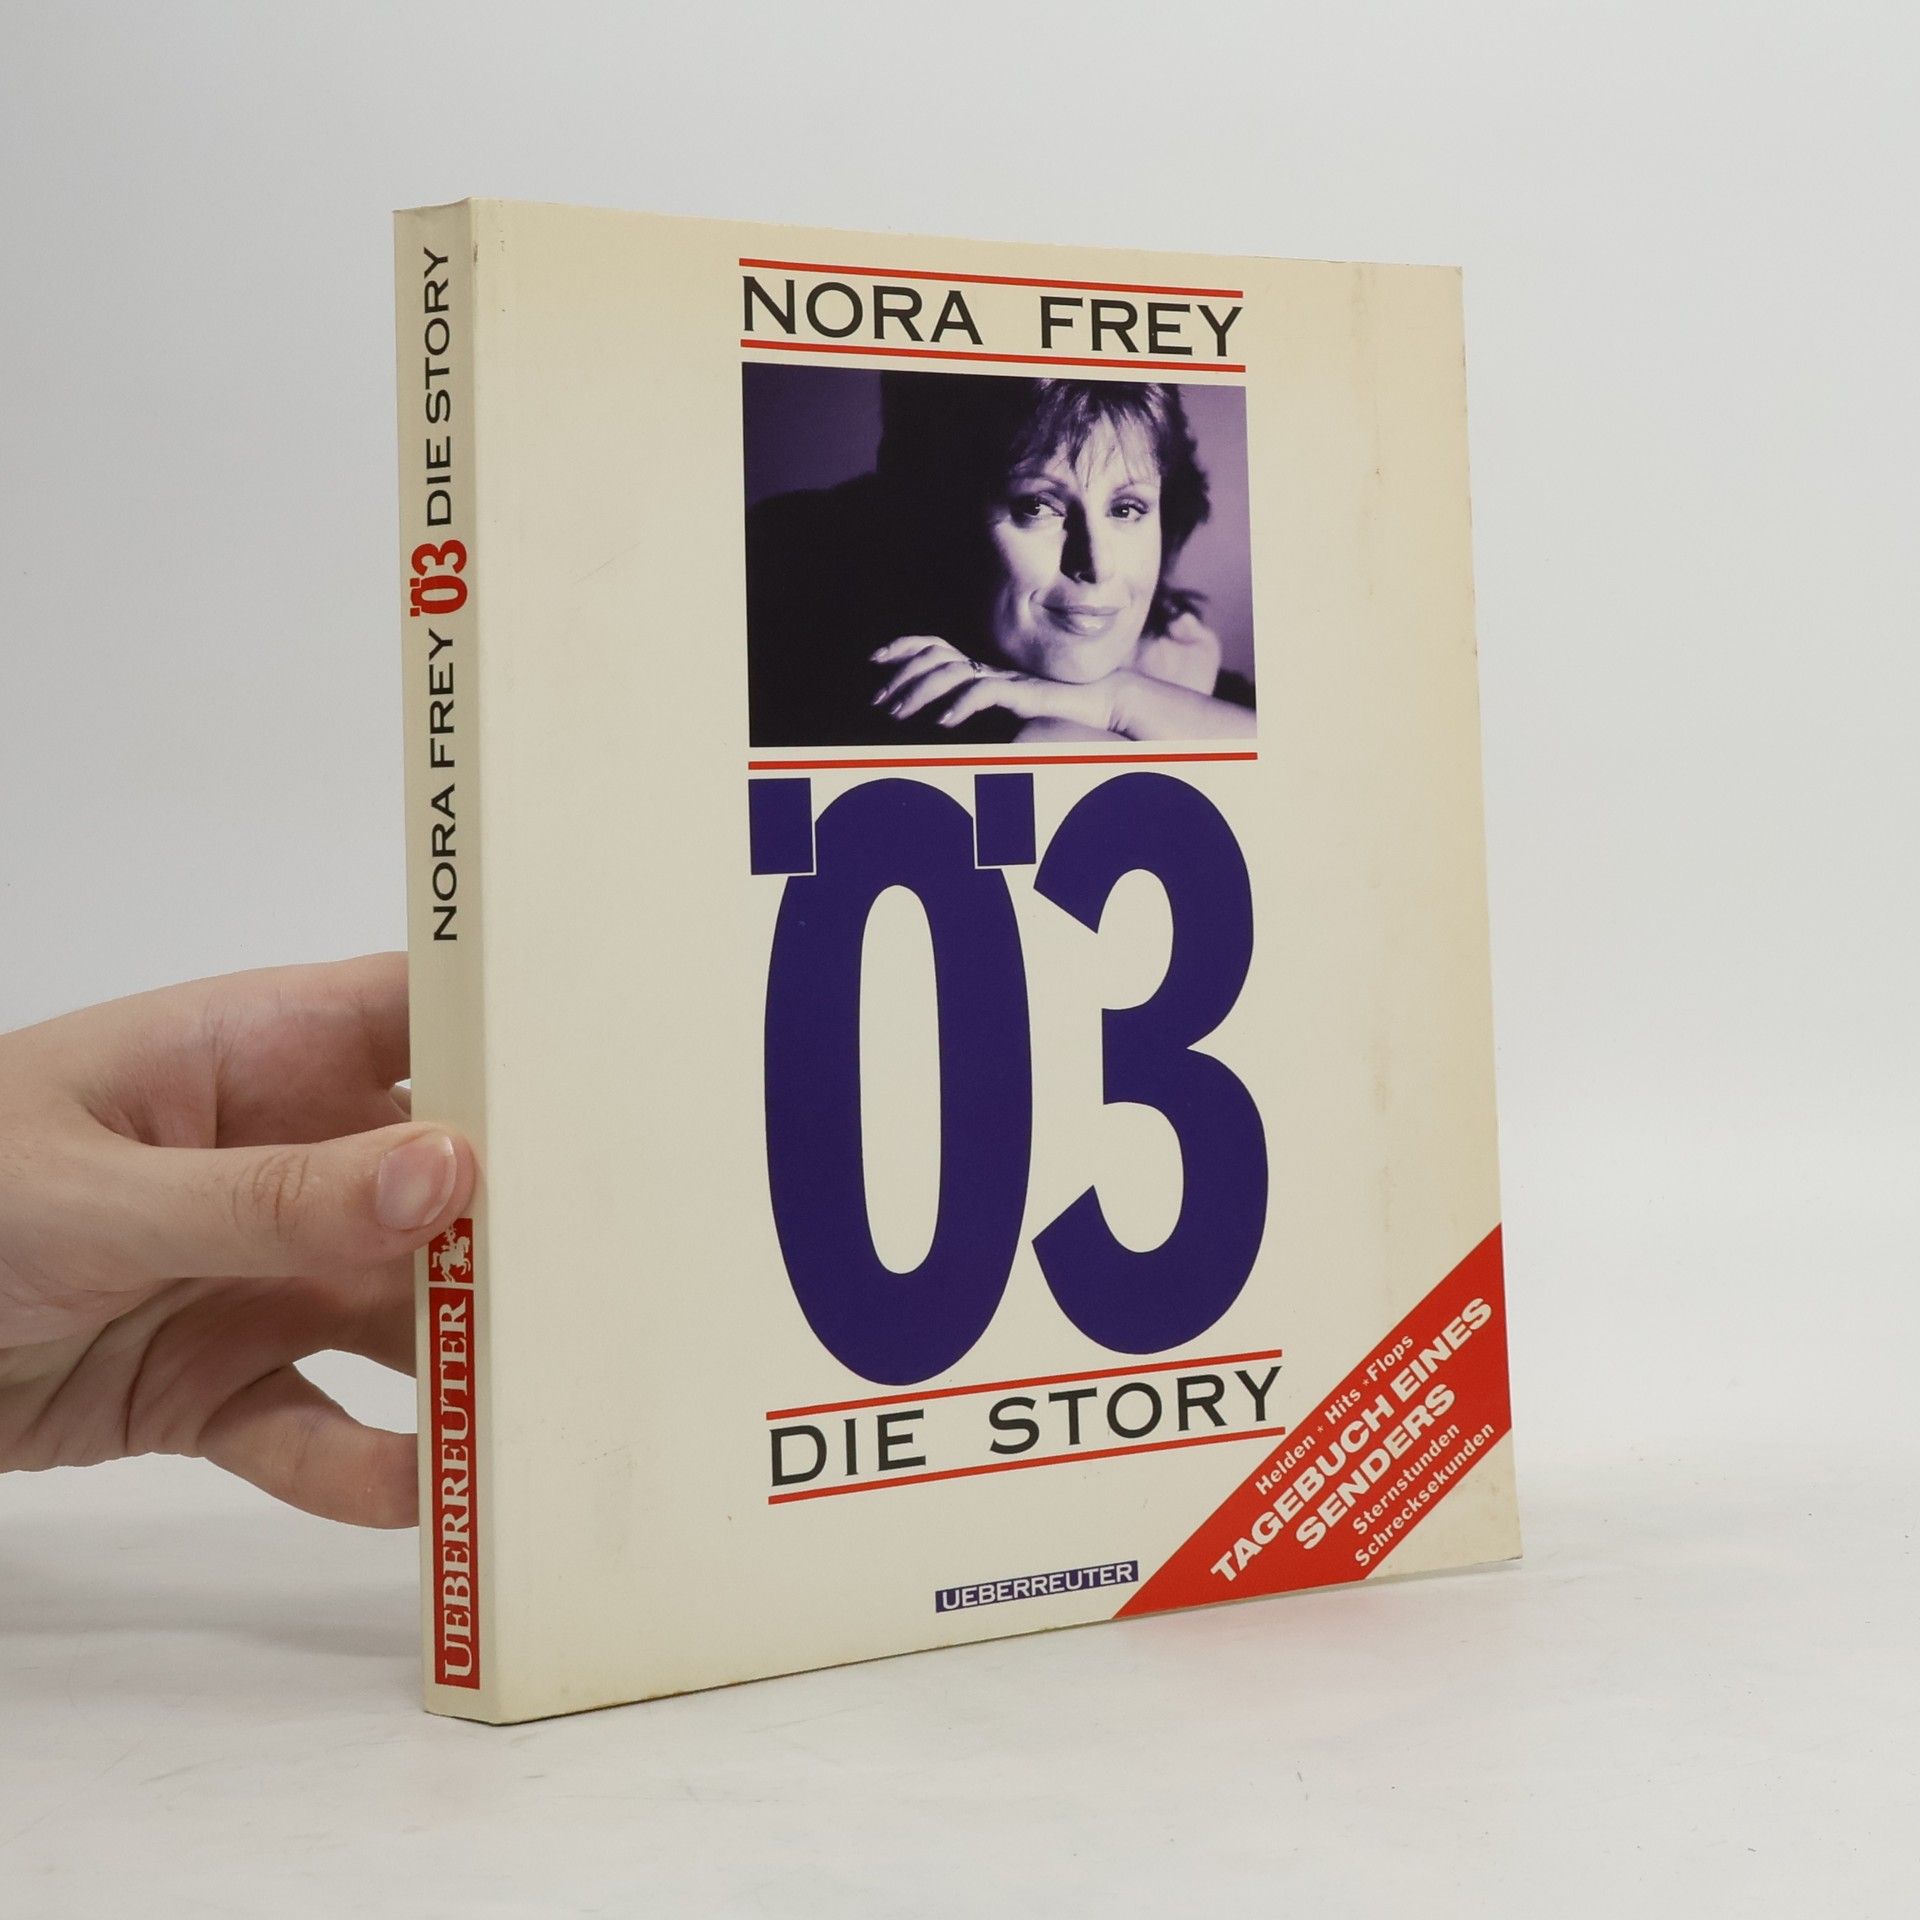 NORA FREY Ö3 DIE STORY
UEBERREUTER
NORA FREY
Ö3
DIE STORY
Helden * Hits * Flops
TAGEBUCH EINES
SENDERS
Sternstunden
Schrecksekunden
UEBERREUTER